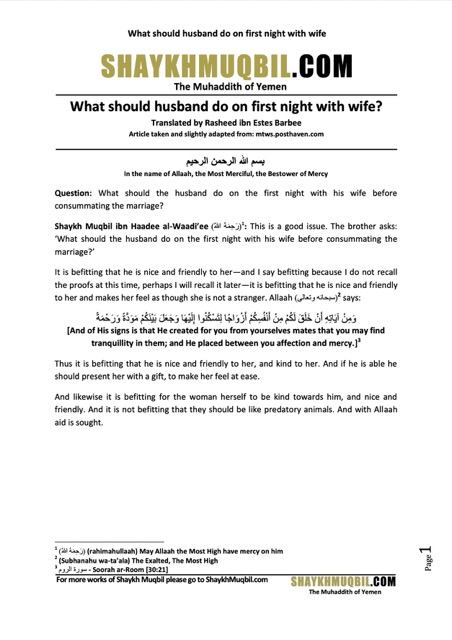 What should husband do on first night with wife
SHAYKHMUQBIL.COM
The Muhaddith of Yemen
What should husband do on first night with wife?
Translated by Rasheed ibn Estes Barbee
Article taken and slightly adapted from: mtws.posthaven.com
بسم الله الرحمن الرحيم
In the name of Allaah, the Most Merciful, the Bestower of Mercy
Question: What should the husband do on the first night with his wife before
consummating the marriage?
Shaykh Muqbil ibn Haadee al-Waadi’ee (رَحِمَهُ اللهُ)1: This is a good issue. The brother asks:
‘What should the husband do on the first night with his wife before consummating the
marriage?’
It is befitting that he is nice and friendly to her—and I say befitting because I do not recall
the proofs at this time, perhaps I will recall it later—it is befitting that he is nice and friendly
to her and makes her feel as though she is not a stranger. Allaah (سبحانه وتعالى)2 says:
وَمِنْ آيَاتِهِ أَنْ خَلَقَ لَكُمْ مِنْ أَنْفُسِكُمْ أَزْوَاجًا لِتَسْكُنُوا إِلَيْهَا وَجَعَلَ بَيْنَكُمْ مَوَدَّةً وَرَحْمَةً
[And of His signs is that He created for you from yourselves mates that you may find
tranquillity in them; and He placed between you affection and mercy.]3
Thus it is befitting that he is nice and friendly to her, and kind to her. And if he is able he
should present her with a gift, to make her feel at ease.
And likewise it is befitting for the woman herself to be kind towards him, and nice and
friendly. And it is not befitting that they should be like predatory animals. And with Allaah
aid is sought.
1 (رَحِمَهُ اللهُ) (rahimahullaah) May Allaah the Most High have mercy on him
2 (Subhanahu wa-ta'ala) The Exalted, The Most High
3 سورة الروم - Soorah ar-Room [30:21]
For more works of Shaykh Muqbil please go to ShaykhMuqbil.com
SHAYKHMUQBIL.COM
The Muhaddith of Yemen
Page 1